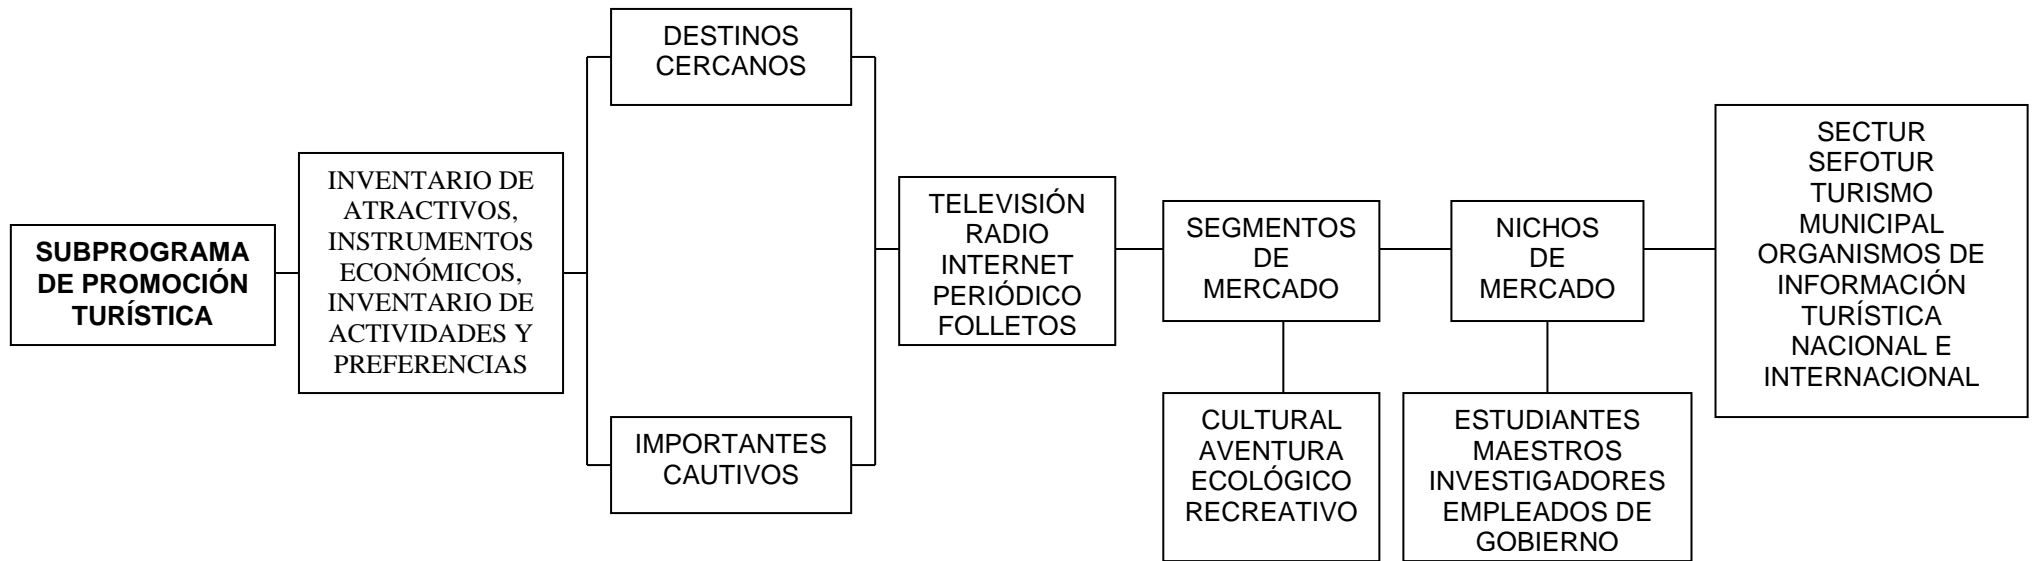 SUBPROGRAMA
DE PROMOCIÓN
TURÍSTICA
INVENTARIO DE
ATRACTIVOS,
INSTRUMENTOS
ECONÓMICOS,
INVENTARIO DE
ACTIVIDADES Y
PREFERENCIAS
DESTINOS
CERCANOS
IMPORTANTES
CAUTIVOS
TELEVISIÓN
RADIO
INTERNET
PERIÓDICO
FOLLETOS
SEGMENTOS
DE
MERCADO
CULTURAL
AVENTURA
ECOLÓGICO
RECREATIVO
NICHOS
DE
MERCADO
ESTUDIANTES
MAESTROS
INVESTIGADORES
EMPLEADOS DE
GOBIERNO
SECTUR
SEFOTUR
TURISMO
MUNICIPAL
ORGANISMOS DE
INFORMACIÓN
TURÍSTICA
NACIONAL E
INTERNACIONAL